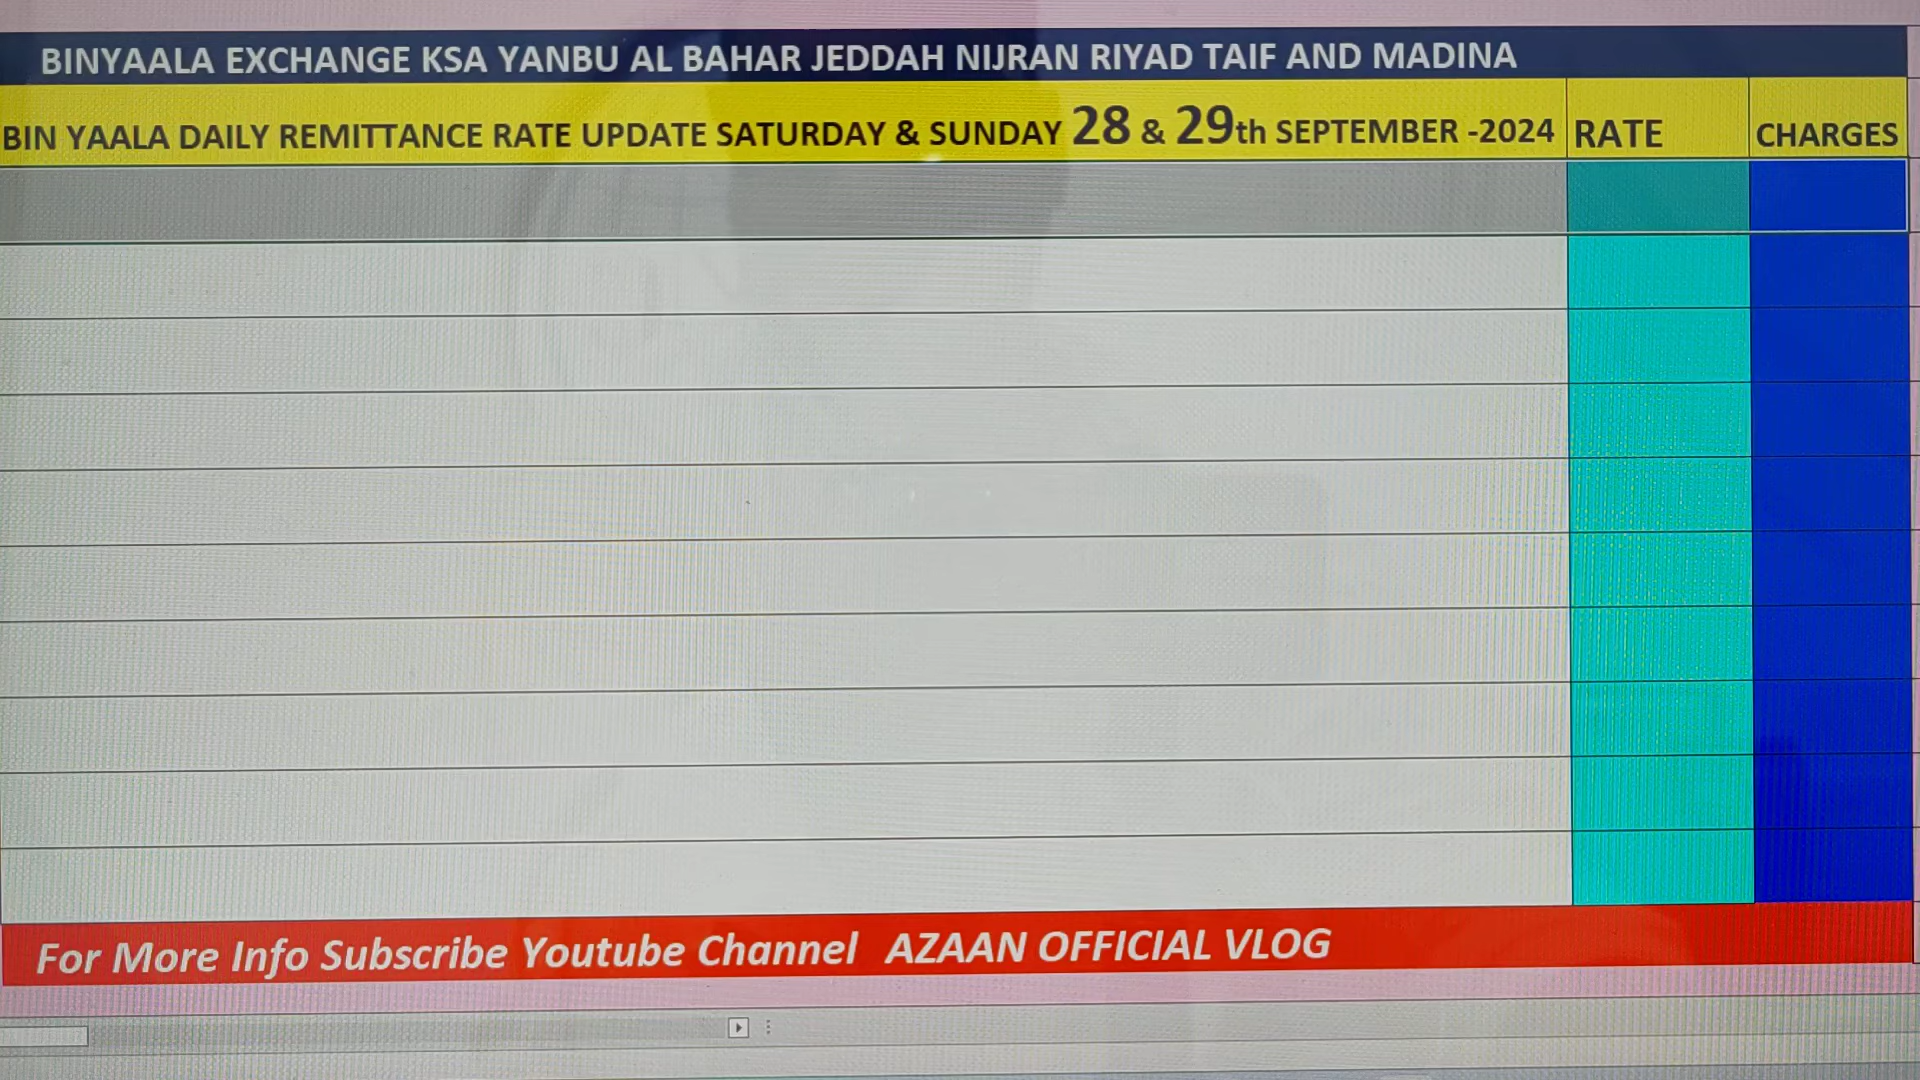 BINYAALA EXCHANGE KSA YANBU AL BAHAR JEDDAH NIJRAN RIYAD TAIF AND MADINA
BIN YAALA DAILY REMITTANCE RATE UPDATE SATURDAY & SUNDAY 28 & 29th SEPTEMBER -2024 RATE CHARGES
For More Info Subscribe Youtube Channel AZAAN OFFICIAL VLOG